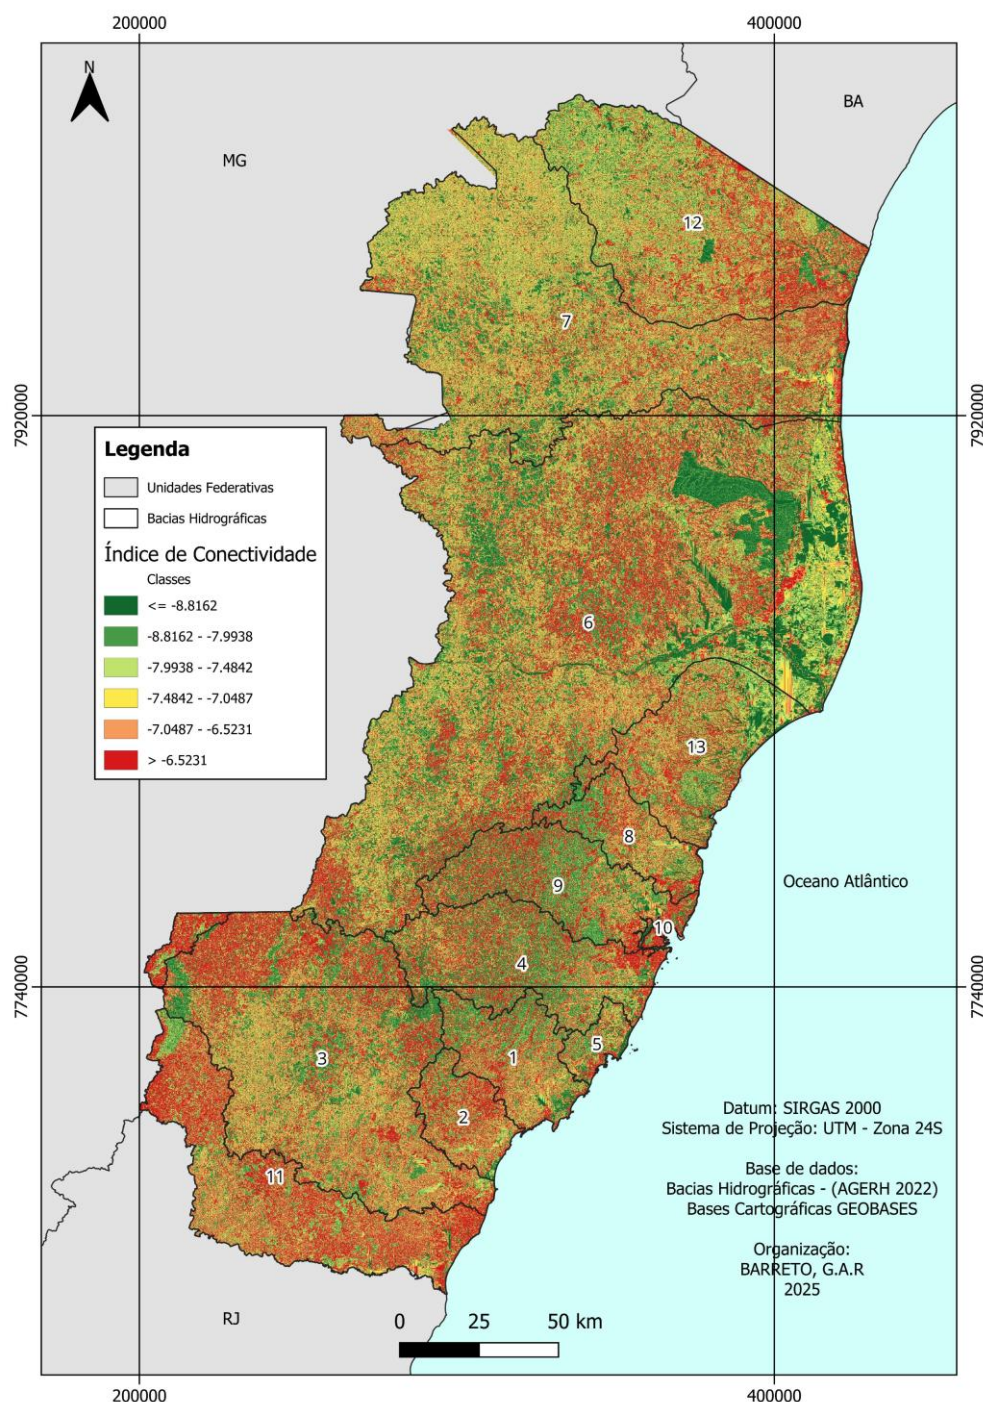 200000
400000
N
BA
MG
12
7
7920000
7920000
Legenda
Unidades Federativas
Bacias Hidrográficas
Índice de Conectividade
Classes
<= -8.8162
-8.8162 - -7.9938
-7.9938 - -7.4842
-7.4842 - -7.0487
-7.0487 - -6.5231
> -6.5231
6
13
8
9
Oceano Atlântico
10
4
7740000
7740000
5
1
3
2
Datum: SIRGAS 2000
Sistema de Projeção: UTM - Zona 24S
Base de dados:
Bacias Hidrográficas - (AGERH 2022)
Bases Cartográficas GEOBASES
11
Organização:
BARRETO, G.A.R
2025
RJ
0 25 50 km
200000
400000